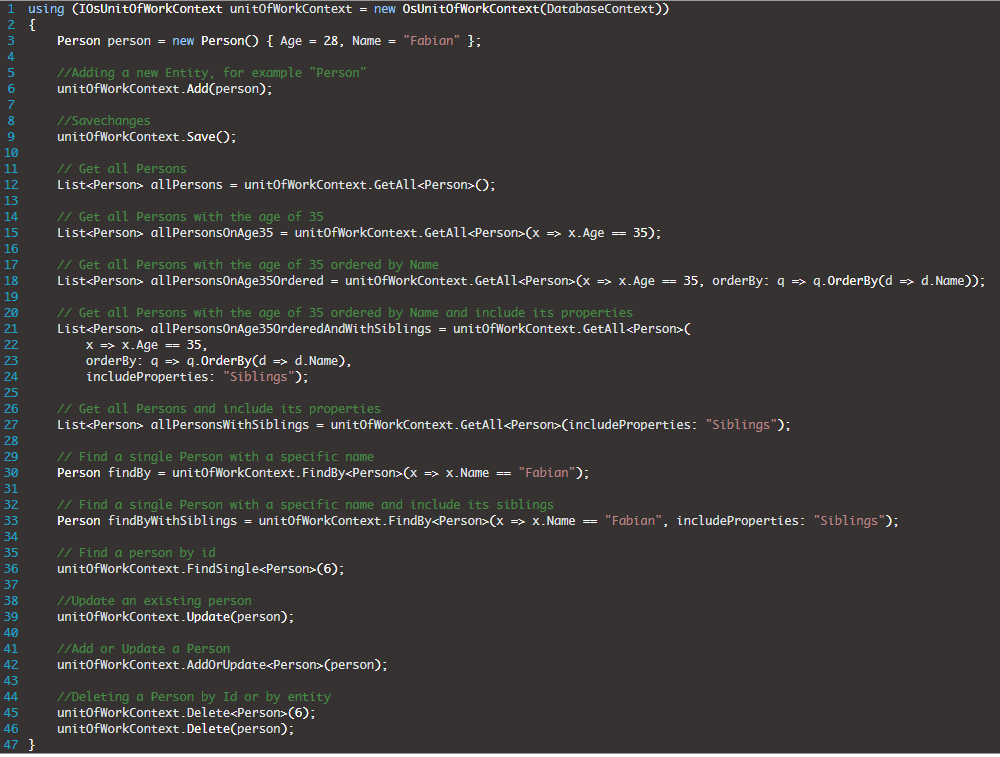 1 using (IOsUnitOfWorkContext unitOfWorkContext = new OsUnitOfWorkContext(DatabaseContext))
2 {
3     Person person = new Person() { Age = 28, Name = "Fabian" };
4
5     //Adding a new Entity, for example "Person"
6     unitOfWorkContext.Add(person);
7
8     //Savechanges
9     unitOfWorkContext.Save();
10
11     // Get all Persons
12     List<Person> allPersons = unitOfWorkContext.GetAll<Person>();
13
14     // Get all Persons with the age of 35
15     List<Person> allPersonsOnAge35 = unitOfWorkContext.GetAll<Person>(x => x.Age == 35);
16
17     // Get all Persons with the age of 35 ordered by Name
18     List<Person> allPersonsOnAge35Ordered = unitOfWorkContext.GetAll<Person>(x => x.Age == 35, orderBy: q => q.OrderBy(d => d.Name));
19
20     // Get all Persons with the age of 35 ordered by Name and include its properties
21     List<Person> allPersonsOnAge35OrderedAndWithSiblings = unitOfWorkContext.GetAll<Person>(
22         x => x.Age == 35,
23         orderBy: q => q.OrderBy(d => d.Name),
24         includeProperties: "Siblings");
25
26     // Get all Persons and include its properties
27     List<Person> allPersonsWithSiblings = unitOfWorkContext.GetAll<Person>(includeProperties: "Siblings");
28
29     // Find a single Person with a specific name
30     Person findBy = unitOfWorkContext.FindBy<Person>(x => x.Name == "Fabian");
31
32     // Find a single Person with a specific name and include its siblings
33     Person findByWithSiblings = unitOfWorkContext.FindBy<Person>(x => x.Name == "Fabian", includeProperties: "Siblings");
34
35     // Find a person by id
36     unitOfWorkContext.FindSingle<Person>(6);
37
38     //Update an existing person
39     unitOfWorkContext.Update(person);
40
41     //Add or Update a Person
42     unitOfWorkContext.AddOrUpdate<Person>(person);
43
44     //Deleting a Person by Id or by entity
45     unitOfWorkContext.Delete<Person>(6);
46     unitOfWorkContext.Delete(person);
47 }